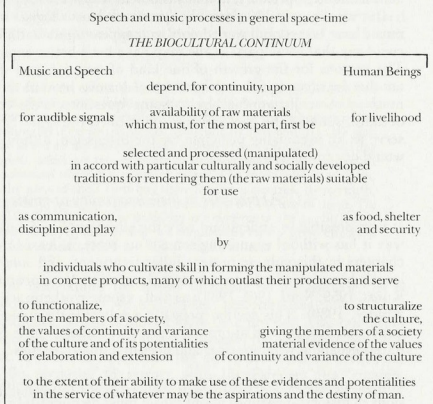 Speech and music processes in general space-time
THE BIOCULTURAL CONTINUUM
Music and Speech Human Beings
depend, for continuity, upon
for audible signals availability of raw materials for livelihood
which must, for the most part, first be
selected and processed (manipulated)
in accord with particular culturally and socially developed
traditions for rendering them (the raw materials) suitable
for use
as communication, as food, shelter
discipline and play and security
by
individuals who cultivate skill in forming the manipulated materials
in concrete products, many of which outlast their producers and serve
to functionalize, to structuralize
for the members of a society, the culture,
the values of continuity and variance giving the members of a society
of the culture and of its potentialities material evidence of the values
for elaboration and extension of continuity and variance of the culture
to the extent of their ability to make use of these evidences and potentialities
in the service of whatever may be the aspirations and the destiny of man.